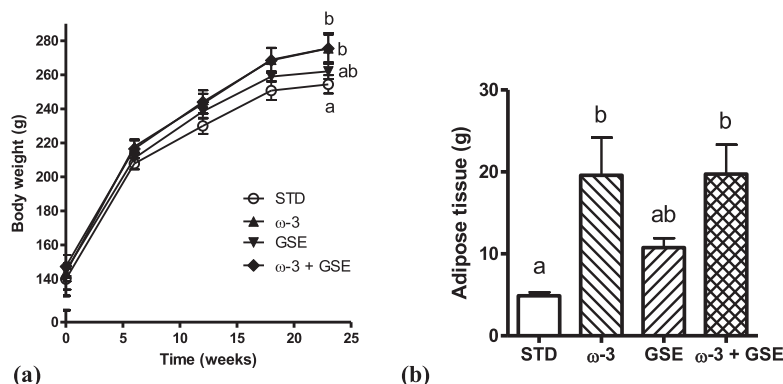 b
280
b
260
ab
240
a
220
200
180
160
140
0
Body weight (g)
STD
ω-3
GSE
ω-3 + GSE
0 5 10 15 20 25
Time (weeks)
(a)
30
20
10
0
Adipose tissue (g)
a
b
ab
b
STD ω-3 GSE ω-3 + GSE
(b)